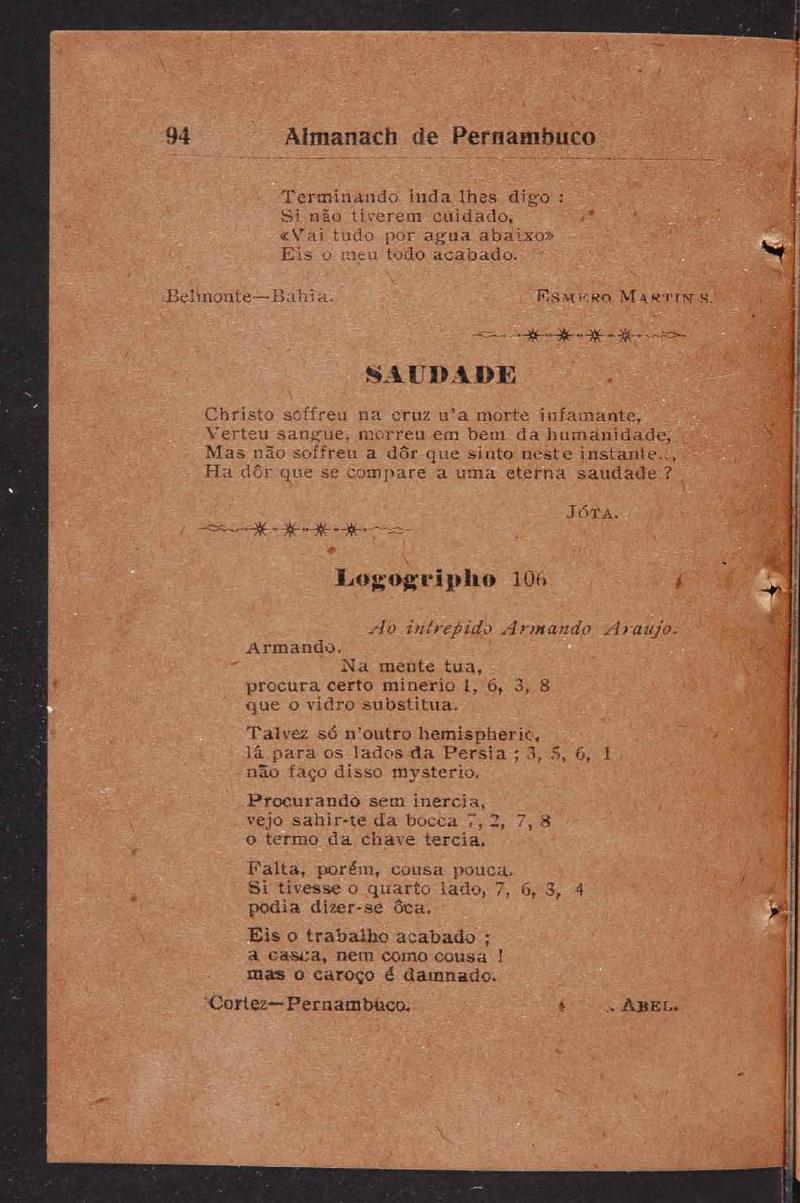 94 Almanach de Pernambuco
Terminando inda lhes digo :
Si não tiverem cuidado,
«Vai tudo por agua abaixo»
Eis o meu todo acabado.
Belmonte—Bahia. ESMERO MARTINS.
SAUDADE
Christo soffreu na cruz u'a morte infamante,
Verteu sangue, morreu em bem da humanidade,
Mas não soffreu a dôr que sinto neste instante..,
Ha dôr que se compare a uma eterna saudade ?
JÓTA.
Logogripho 106
Ao intrepido Armando Araujo.
Armando.
Na mente tua,
procura certo minerio 1, 6, 3, 8
que o vidro substitua.
Talvez só n'outro hemispherio,
lá para os lados da Persia ; 3, 5, 6, 1
não faço disso mysterio.
Procurando sem inercia,
vejo sahir-te da bocca 7, 2, 7, 8
o termo da chave tercia.
Falta, porém, cousa pouca.
Si tivesse o quarto lado, 7, 6, 3, 4
podia dizer-se ôca.
Eis o trabalho acabado ;
a casca, nem como cousa !
mas o caroço é damnado.
Cortez—Pernambuco. ABEL.